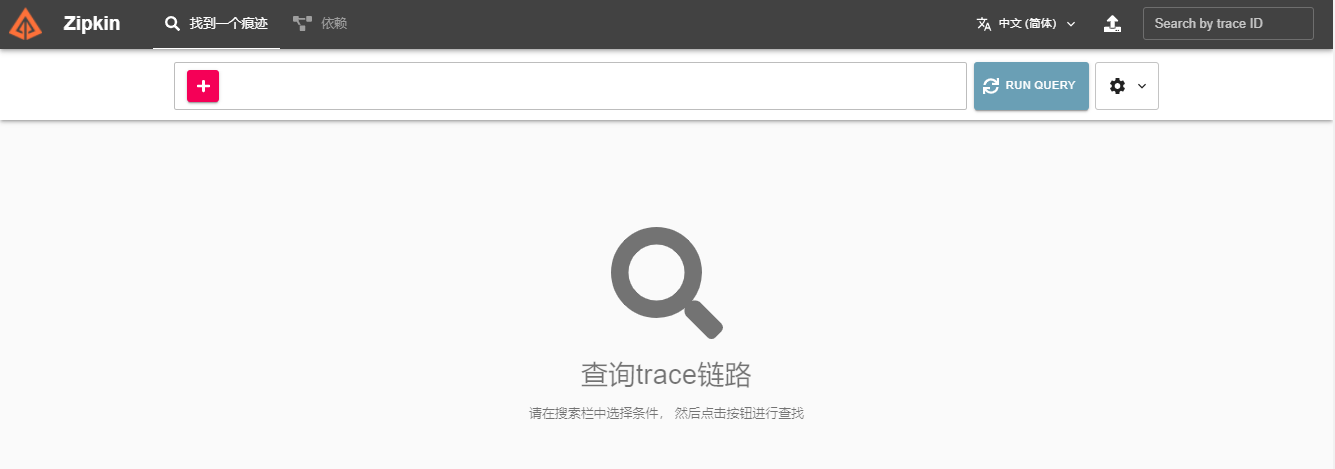 Zipkin
找到一个痕迹
依赖
中文 (简体)
Search by trace ID
RUN QUERY
查询trace链路
请在搜素栏中选择条件， 然后点击按钮进行查找